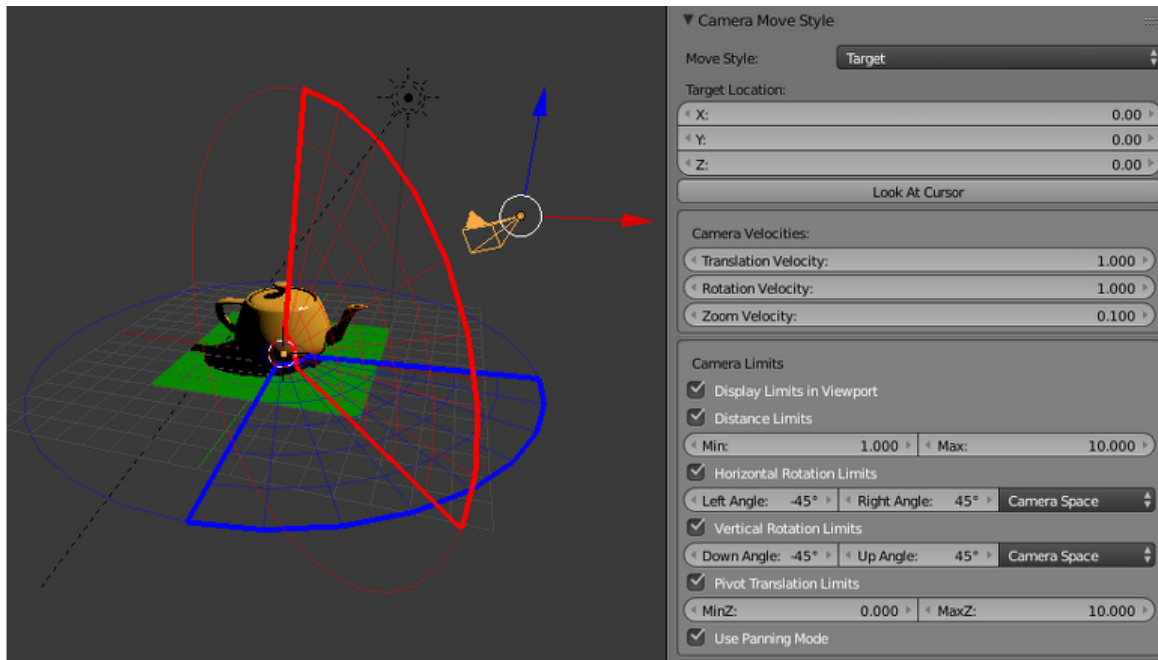 Camera Move Style
Move Style: Target
Target Location:
X: 0.00
Y: 0.00
Z: 0.00
Look At Cursor
Camera Velocities:
Translation Velocity: 1.000
Rotation Velocity: 1.000
Zoom Velocity: 0.100
Camera Limits
Display Limits in Viewport
Distance Limits
Min: 1.000 Max: 10.000
Horizontal Rotation Limits
Left Angle: -45° Right Angle: 45° Camera Space
Vertical Rotation Limits
Down Angle: -45° Up Angle: 45° Camera Space
Pivot Translation Limits
MinZ: 0.000 MaxZ: 10.000
Use Panning Mode